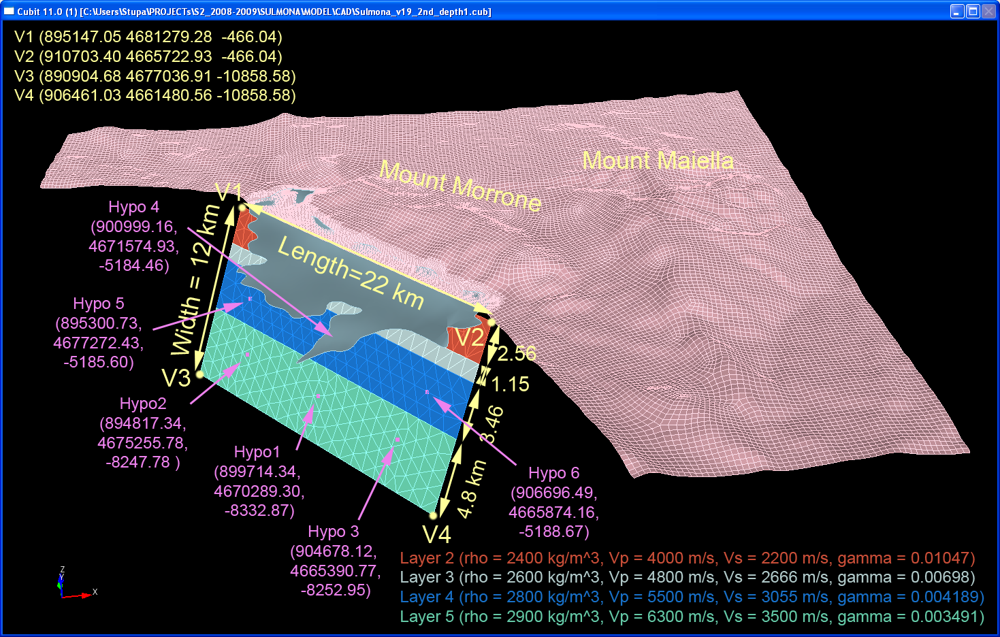 Cubit 11.0 (1) [C:\Users\Stupa\PROJECTs\S2_2008-2009\SULMONA\MODEL\CAD\Sulmona_v19_2nd_depth1.cub]
V1 (895147.05 4681279.28 -466.04)
V2 (910703.40 4665722.93 -466.04)
V3 (890904.68 4677036.91 -10858.58)
V4 (906461.03 4661480.56 -10858.58)
Mount Maiella
Mount Morrone
V1
Hypo 4
(900999.16,
4671574.93,
-5184.46)
Width = 12 km
Length=22 km
Hypo 5
(895300.73,
4677272.43,
-5185.60)
V2
2.56
V3
1.15
3.46
Hypo2
(894817.34,
4675255.78,
-8247.78 )
Hypo1
(899714.34,
4670289.30,
-8332.87)
4.8 km
Hypo 6
(906696.49,
4665874.16,
-5188.67)
Hypo 3
(904678.12,
4665390.77,
-8252.95)
V4
Layer 2 (rho = 2400 kg/m^3, Vp = 4000 m/s, Vs = 2200 m/s, gamma = 0.01047)
Layer 3 (rho = 2600 kg/m^3, Vp = 4800 m/s, Vs = 2666 m/s, gamma = 0.00698)
Layer 4 (rho = 2800 kg/m^3, Vp = 5500 m/s, Vs = 3055 m/s, gamma = 0.004189)
Layer 5 (rho = 2900 kg/m^3, Vp = 6300 m/s, Vs = 3500 m/s, gamma = 0.003491)
Z
Y
X